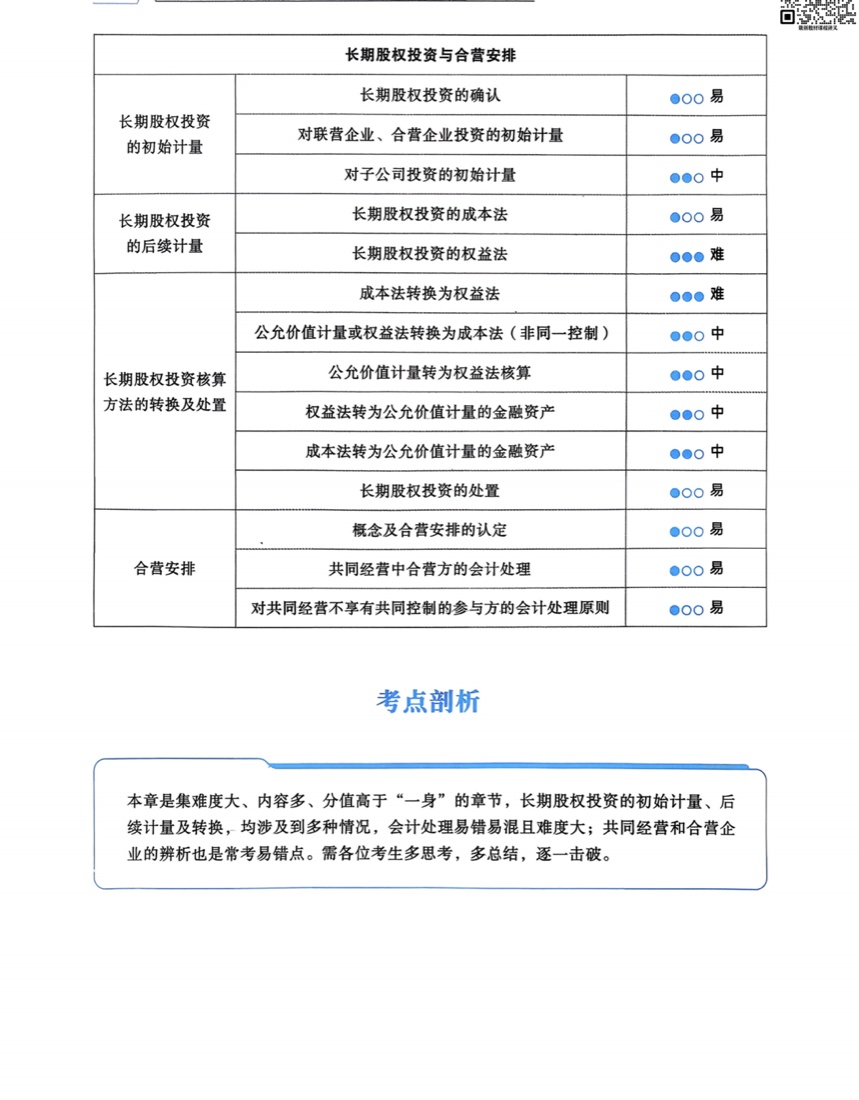 长期股权投资与合营安排
长期股权投资
的初始计量
长期股权投资的确认
易
对联营企业、合营企业投资的初始计量
易
对子公司投资的初始计量
中
长期股权投资
的后续计量
长期股权投资的成本法
易
长期股权投资的权益法
难
长期股权投资核算
方法的转换及处置
成本法转换为权益法
难
公允价值计量或权益法转换为成本法（非同一控制）
中
公允价值计量转为权益法核算
中
权益法转为公允价值计量的金融资产
中
成本法转为公允价值计量的金融资产
中
长期股权投资的处置
易
合营安排
概念及合营安排的认定
易
共同经营中合营方的会计处理
易
对共同经营不享有共同控制的参与方的会计处理原则
易
考点剖析
本章是集难度大、内容多、分值高于“一身”的章节，长期股权投资的初始计量、后
续计量及转换，均涉及到多种情况，会计处理易错易混且难度大；共同经营和合营企
业的辨析也是常考易错点。需各位考生多思考，多总结，逐一击破。